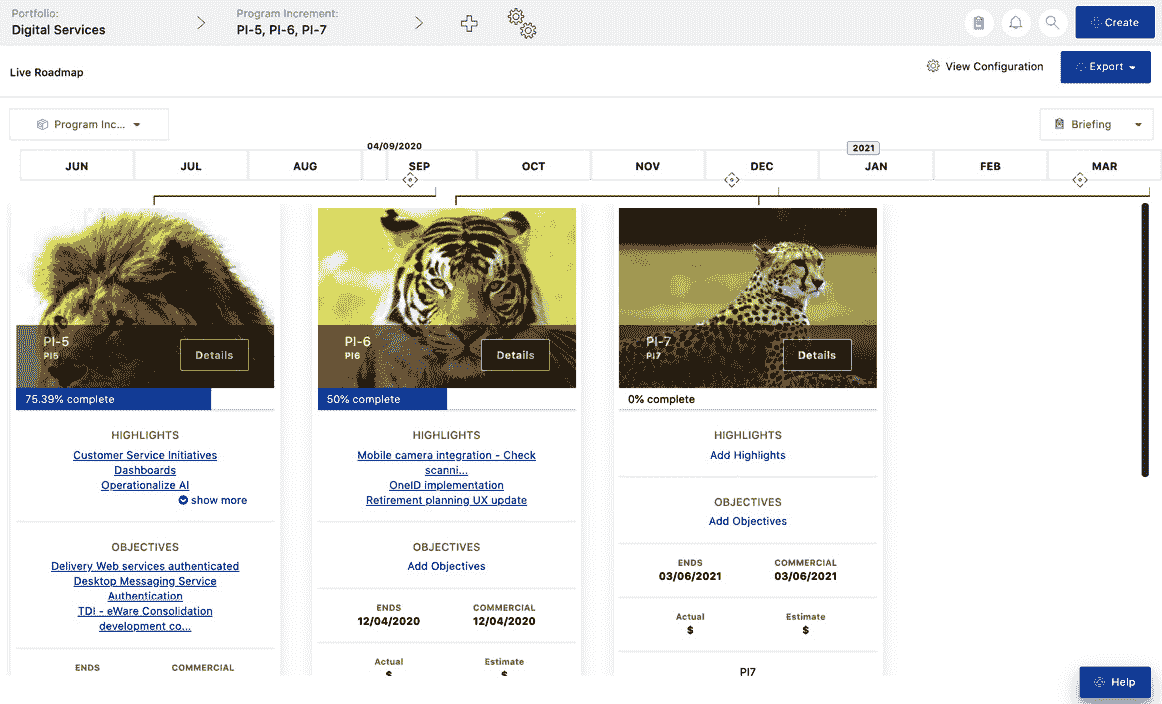 Portfolio:
Digital Services
Program Increment:
PI-5, PI-6, PI-7
Create
Live Roadmap
View Configuration
Export
Program Inc...
Briefing
04/09/2020
2021
JUN JUL AUG SEP OCT NOV DEC JAN FEB MAR
PI-5
PI5
Details
75.39% complete
HIGHLIGHTS
Customer Service Initiatives
Dashboards
Operationalize AI
show more
OBJECTIVES
Delivery Web services authenticated
Desktop Messaging Service
Authentication
TDI - eWare Consolidation
development co...
ENDS COMMERCIAL
PI-6
PI6
Details
50% complete
HIGHLIGHTS
Mobile camera integration - Check
scanni...
OneID implementation
Retirement planning UX update
OBJECTIVES
Add Objectives
ENDS COMMERCIAL
12/04/2020 12/04/2020
Actual Estimate
$ $
PI-7
PI7
Details
0% complete
HIGHLIGHTS
Add Highlights
OBJECTIVES
Add Objectives
ENDS COMMERCIAL
03/06/2021 03/06/2021
Actual Estimate
$ $
PI7
Help